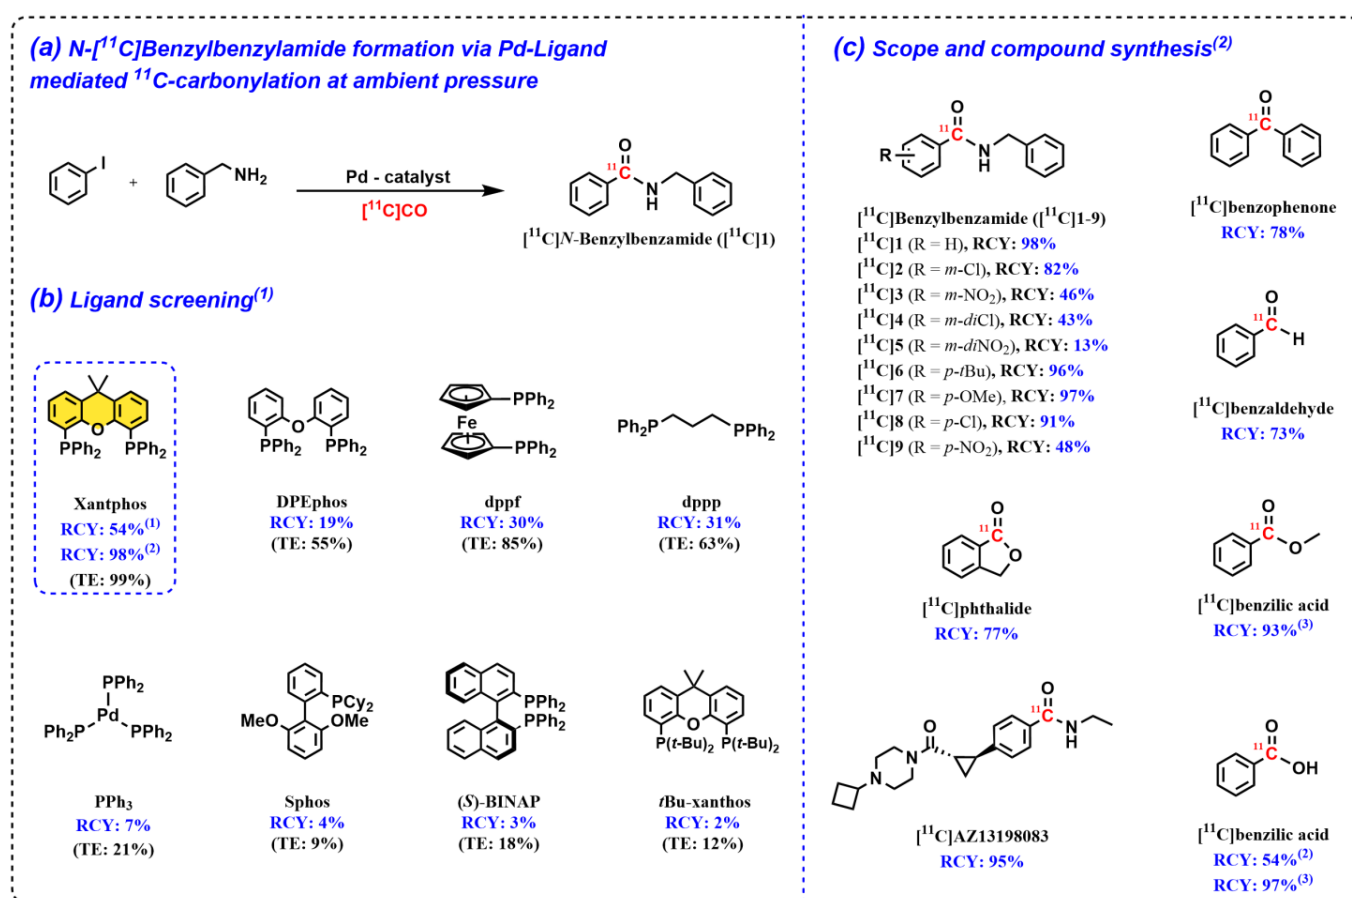 (a) N-[¹¹C]Benzylbenzylamide formation via Pd-Ligand
mediated ¹¹C-carbonylation at ambient pressure
I
+
NH₂
Pd - catalyst
[¹¹C]CO
O
¹¹C
N
H
[¹¹C]N-Benzylbenzamide ([¹¹C]1)
(b) Ligand screening⁽¹⁾
O
PPh₂ PPh₂
Xantphos
RCY: 54%⁽¹⁾
RCY: 98%⁽²⁾
(TE: 99%)
O
PPh₂ PPh₂
DPEphos
RCY: 19%
(TE: 55%)
PPh₂
Fe
PPh₂
dppf
RCY: 30%
(TE: 85%)
Ph₂P PPh₂
dppp
RCY: 31%
(TE: 63%)
PPh₂
Pd
Ph₂P PPh₂
PPh₃
RCY: 7%
(TE: 21%)
PCy₂
MeO OMe
Sphos
RCY: 4%
(TE: 9%)
PPh₂
PPh₂
(S)-BINAP
RCY: 3%
(TE: 18%)
O
P(t-Bu)₂ P(t-Bu)₂
tBu-xanthos
RCY: 2%
(TE: 12%)
(c) Scope and compound synthesis⁽²⁾
O
¹¹C
R
N
H
[¹¹C]Benzylbenzamide ([¹¹C]1-9)
[¹¹C]1 (R = H), RCY: 98%
[¹¹C]2 (R = m-Cl), RCY: 82%
[¹¹C]3 (R = m-NO₂), RCY: 46%
[¹¹C]4 (R = m-diCl), RCY: 43%
[¹¹C]5 (R = m-diNO₂), RCY: 13%
[¹¹C]6 (R = p-tBu), RCY: 96%
[¹¹C]7 (R = p-OMe), RCY: 97%
[¹¹C]8 (R = p-Cl), RCY: 91%
[¹¹C]9 (R = p-NO₂), RCY: 48%
O
¹¹C
[¹¹C]benzophenone
RCY: 78%
O
¹¹C
H
[¹¹C]benzaldehyde
RCY: 73%
O
¹¹C
O
[¹¹C]phthalide
RCY: 77%
O
¹¹C
O
[¹¹C]benzilic acid
RCY: 93%⁽³⁾
O
¹¹C
N
H
O
N
N
[¹¹C]AZ13198083
RCY: 95%
O
¹¹C
OH
[¹¹C]benzilic acid
RCY: 54%⁽²⁾
RCY: 97%⁽³⁾